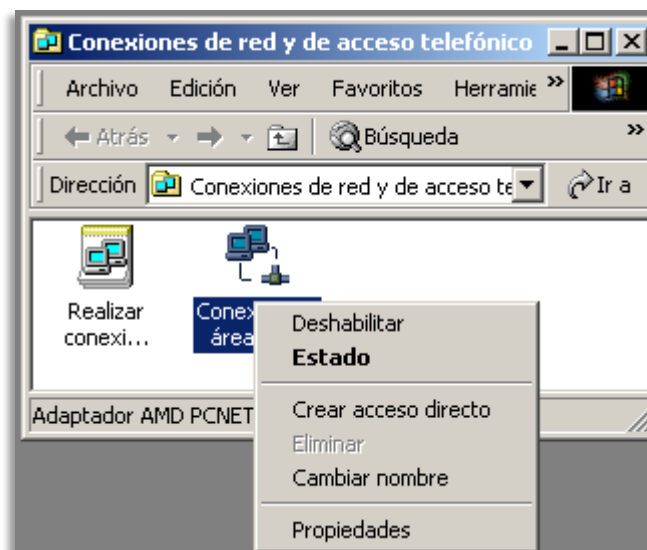 Conexiones de red y de acceso telefónico
Archivo Edición Ver Favoritos Herramie »
Atrás Búsqueda »
Dirección Conexiones de red y de acceso te Ir a
Realizar
conexi...
Conex
área
Deshabilitar
Estado
Crear acceso directo
Eliminar
Cambiar nombre
Propiedades
Adaptador AMD PCNET